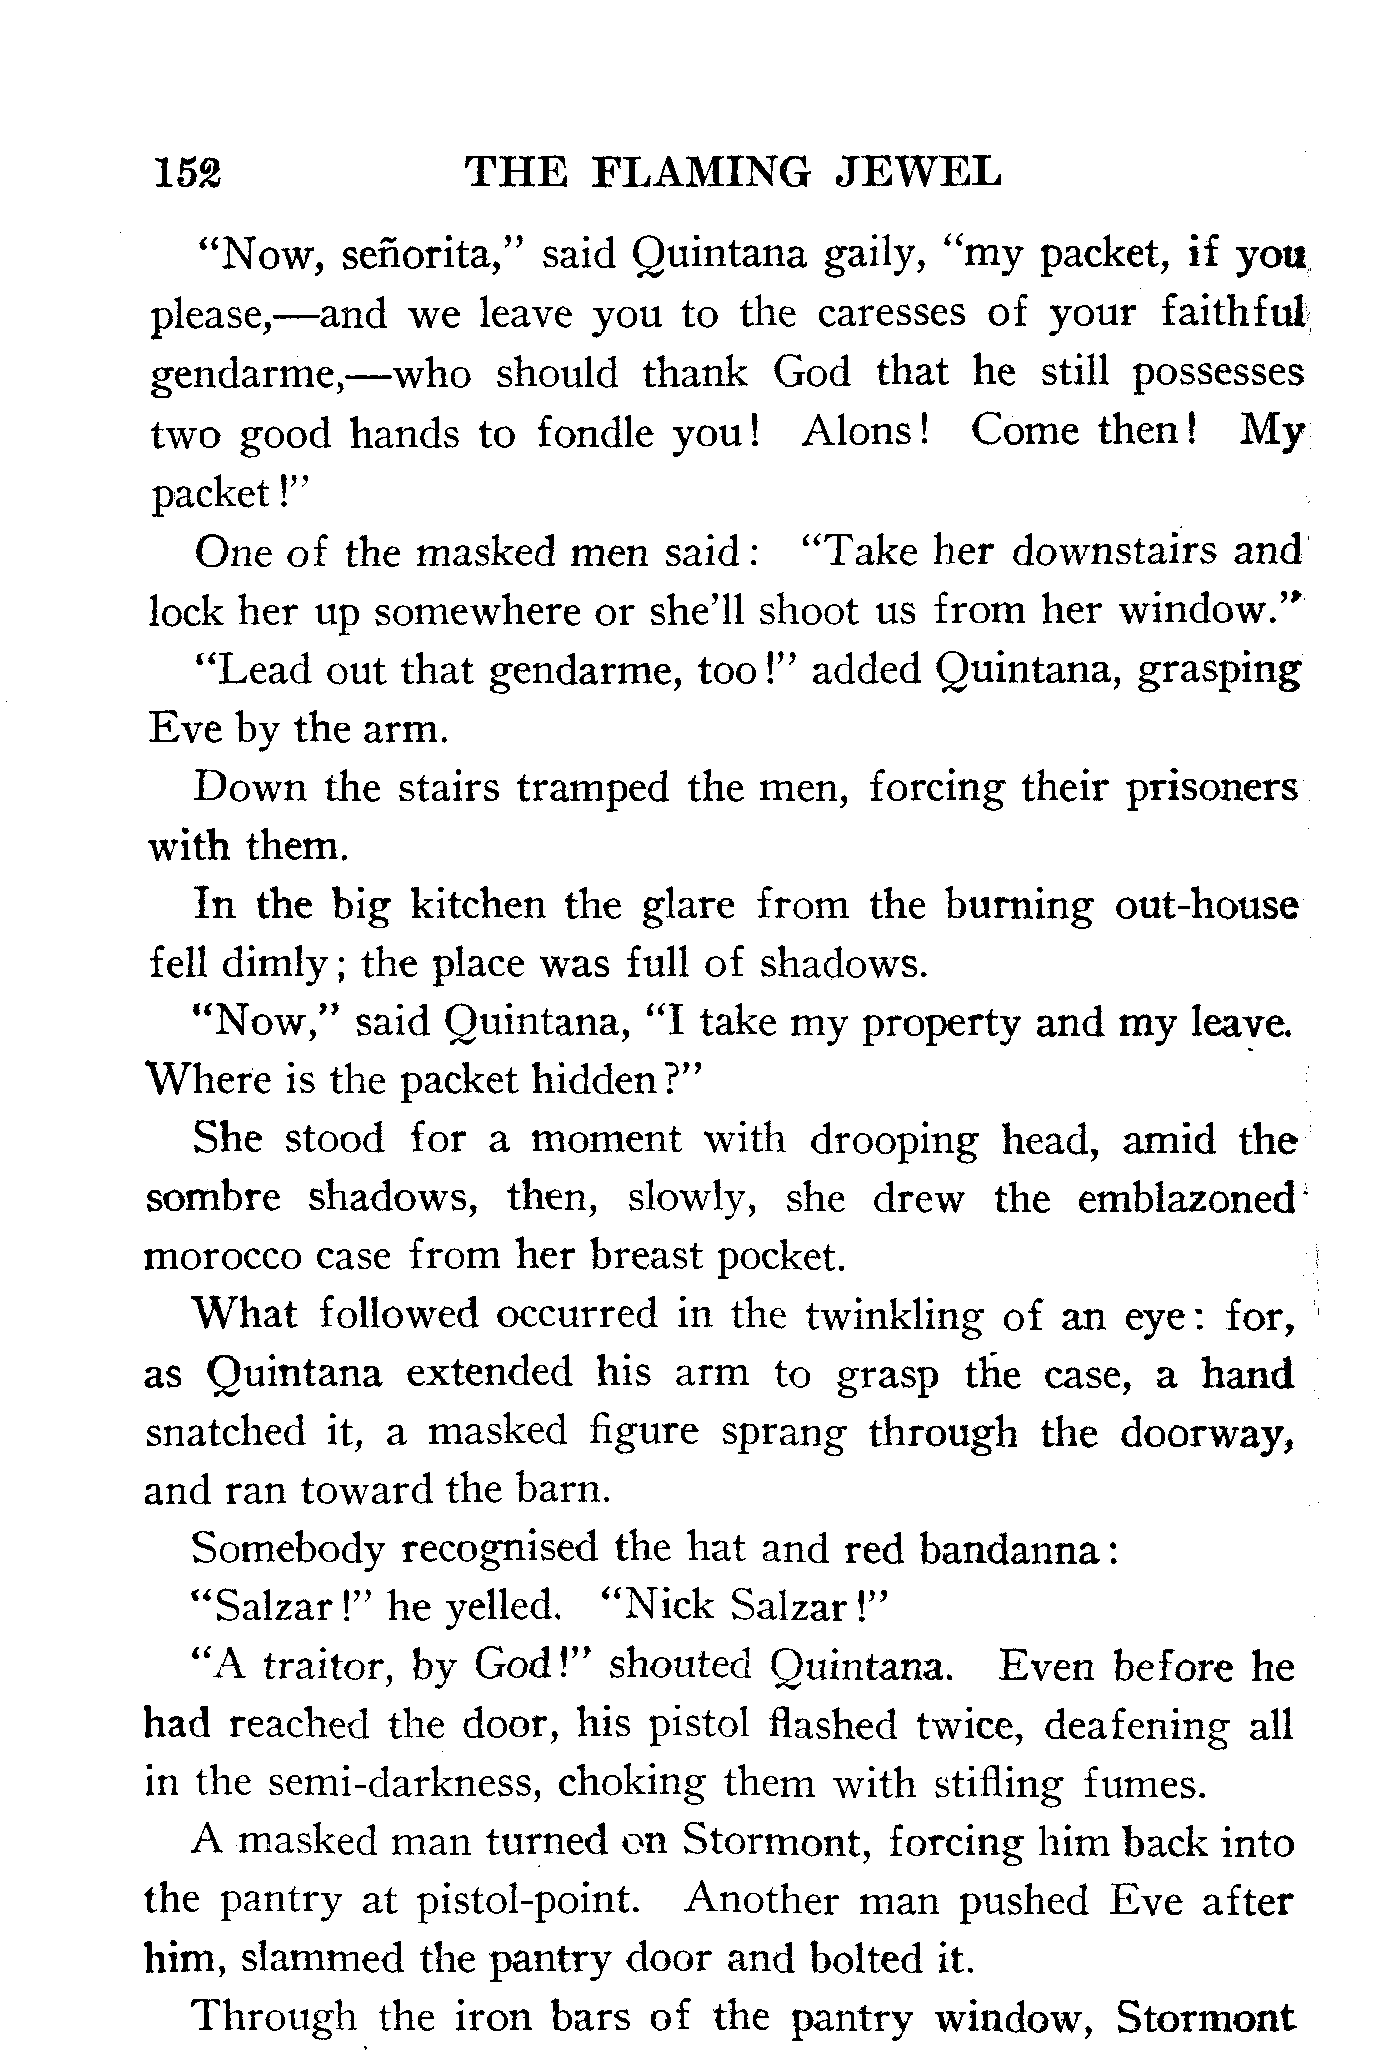 152 THE FLAMING JEWEL
"Now, señorita," said Quintana gaily, "my packet, if you
please,—and we leave you to the caresses of your faithful
gendarme,—who should thank God that he still possesses
two good hands to fondle you! Alons! Come then! My
packet!"
One of the masked men said: "Take her downstairs and
lock her up somewhere or she'll shoot us from her window."
"Lead out that gendarme, too!" added Quintana, grasping
Eve by the arm.
Down the stairs tramped the men, forcing their prisoners
with them.
In the big kitchen the glare from the burning out-house
fell dimly; the place was full of shadows.
"Now," said Quintana, "I take my property and my leave.
Where is the packet hidden?"
She stood for a moment with drooping head, amid the
sombre shadows, then, slowly, she drew the emblazoned
morocco case from her breast pocket.
What followed occurred in the twinkling of an eye: for,
as Quintana extended his arm to grasp the case, a hand
snatched it, a masked figure sprang through the doorway,
and ran toward the barn.
Somebody recognised the hat and red bandanna:
"Salzar!" he yelled. "Nick Salzar!"
"A traitor, by God!" shouted Quintana. Even before he
had reached the door, his pistol flashed twice, deafening all
in the semi-darkness, choking them with stifling fumes.
A masked man turned on Stormont, forcing him back into
the pantry at pistol-point. Another man pushed Eve after
him, slammed the pantry door and bolted it.
Through the iron bars of the pantry window, Stormont